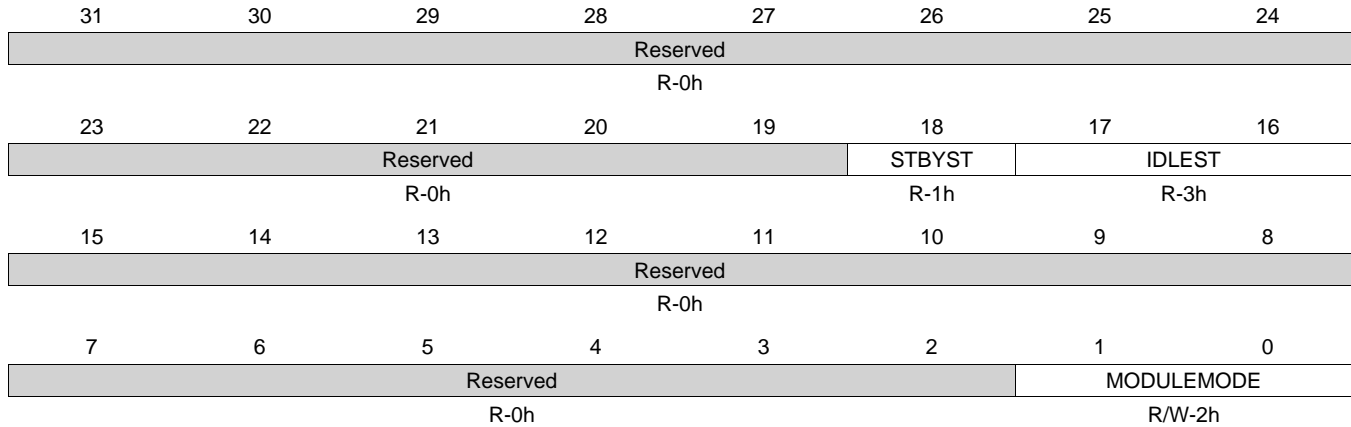 31 30 29 28 27 26 25 24
Reserved
R-0h
23 22 21 20 19 18 17 16
Reserved STBYST IDLEST
R-0h R-1h R-3h
15 14 13 12 11 10 9 8
Reserved
R-0h
7 6 5 4 3 2 1 0
Reserved MODULEMODE
R-0h R/W-2h